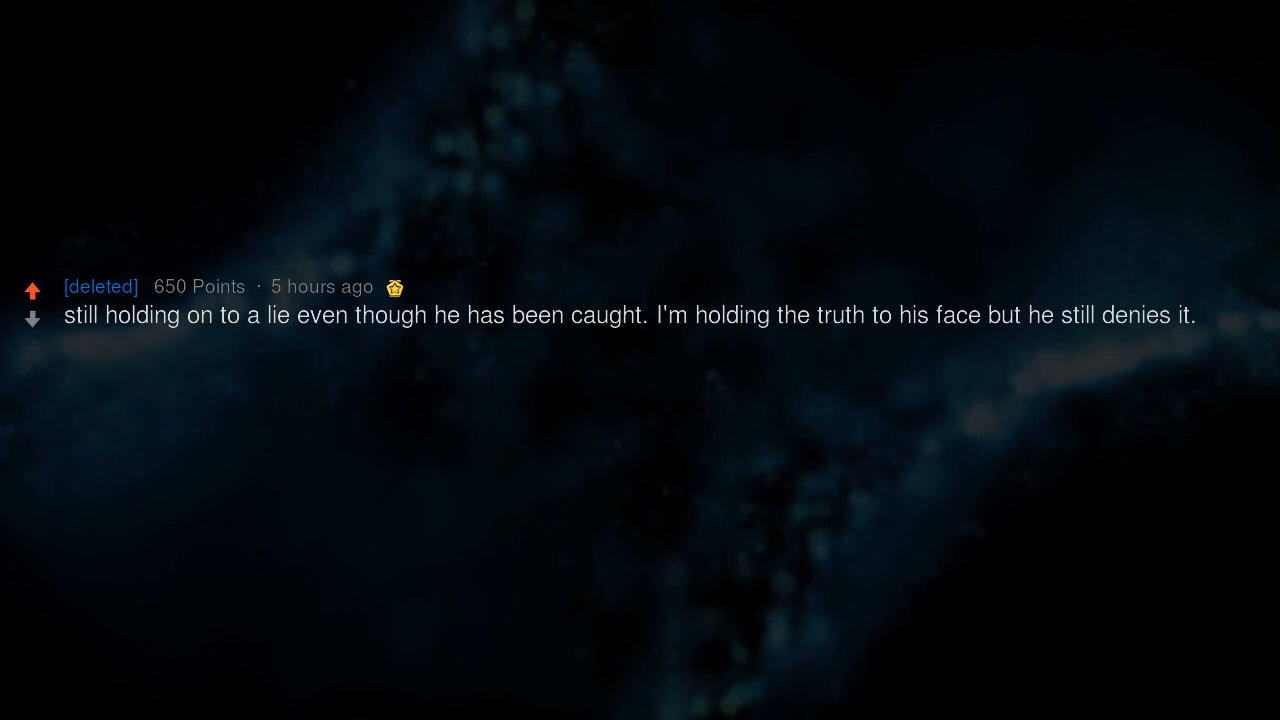 [deleted] 650 Points · 5 hours ago
still holding on to a lie even though he has been caught. I'm holding the truth to his face but he still denies it.